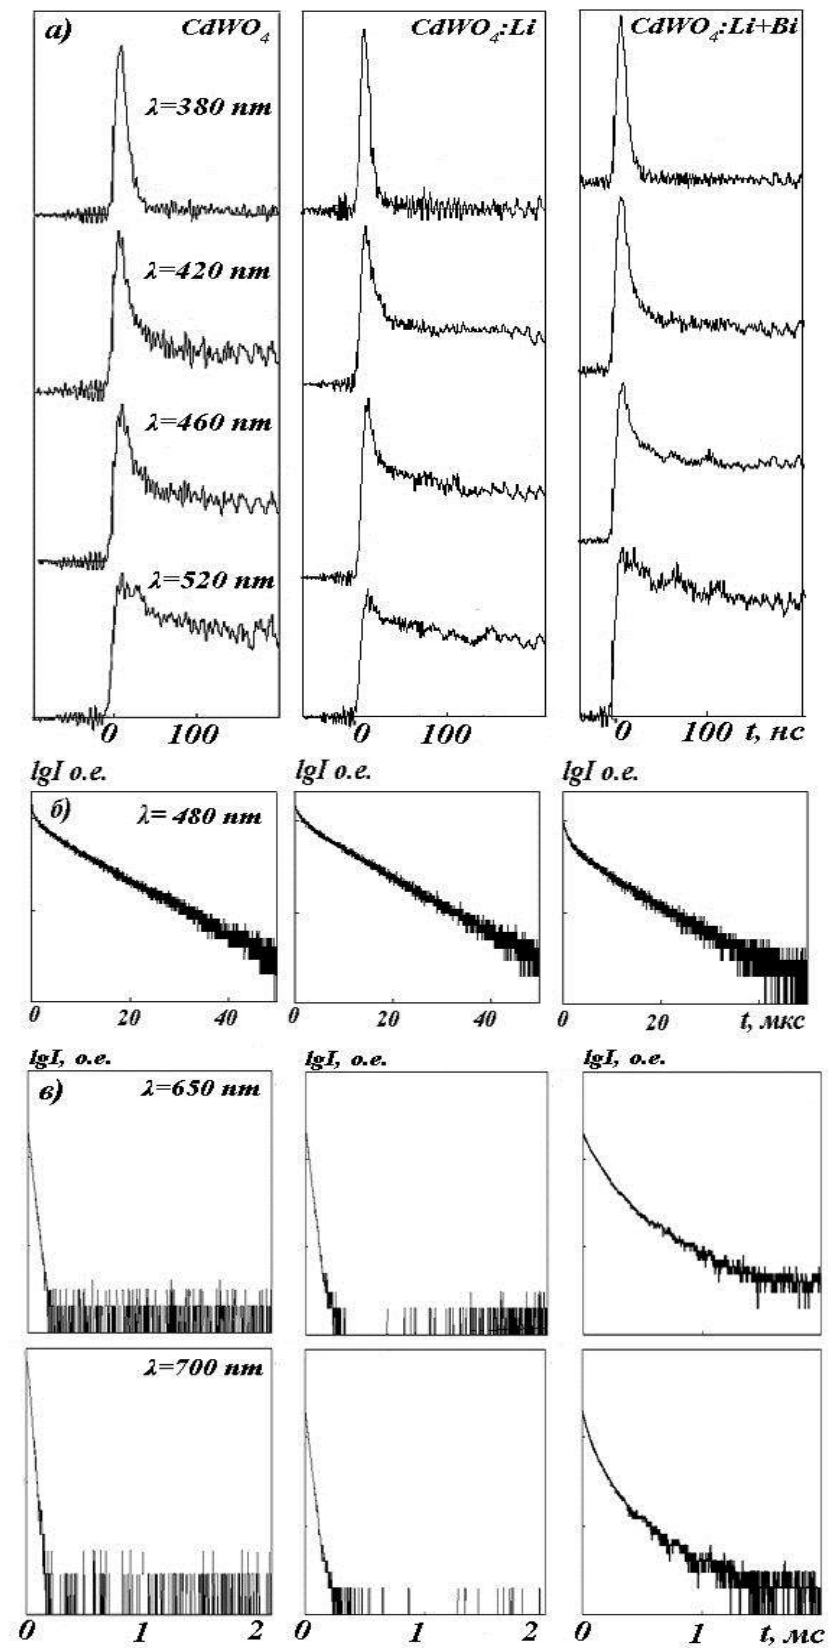 а) CdWO₄ CdWO₄:Li CdWO₄:Li+Bi
λ=380 nm
λ=420 nm
λ=460 nm
λ=520 nm
0 100 0 100 0 100 t, нс
lgI о.е. lgI о.е. lgI о.е.
б) λ= 480 nm
0 20 40 0 20 40 0 20 t, мкс
lgI, о.е. lgI, о.е. lgI, о.е.
в) λ=650 nm
λ=700 nm
0 1 2 0 1 2 0 1 t, мс